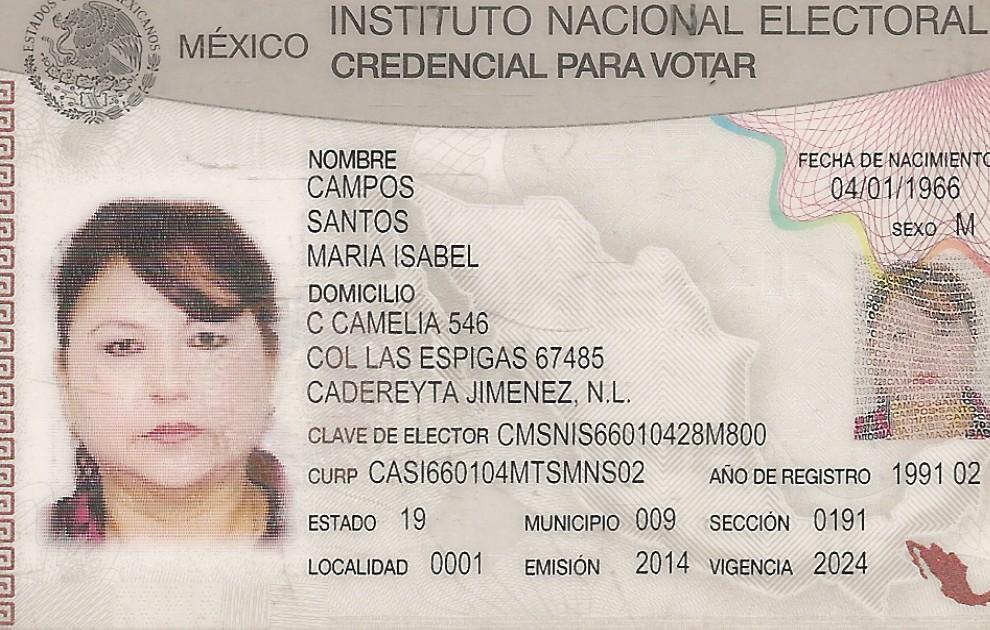 ESTADOS UNIDOS MEXICANOS
MÉXICO
INSTITUTO NACIONAL ELECTORAL
CREDENCIAL PARA VOTAR
NOMBRE
CAMPOS
SANTOS
MARIA ISABEL
FECHA DE NACIMIENTO
04/01/1966
SEXO M
DOMICILIO
C CAMELIA 546
COL LAS ESPIGAS 67485
CADEREYTA JIMENEZ, N.L.
CLAVE DE ELECTOR CMSNIS66010428M800
CURP CASI660104MTSMNS02 AÑO DE REGISTRO 1991 02
ESTADO 19 MUNICIPIO 009 SECCIÓN 0191
LOCALIDAD 0001 EMISIÓN 2014 VIGENCIA 2024